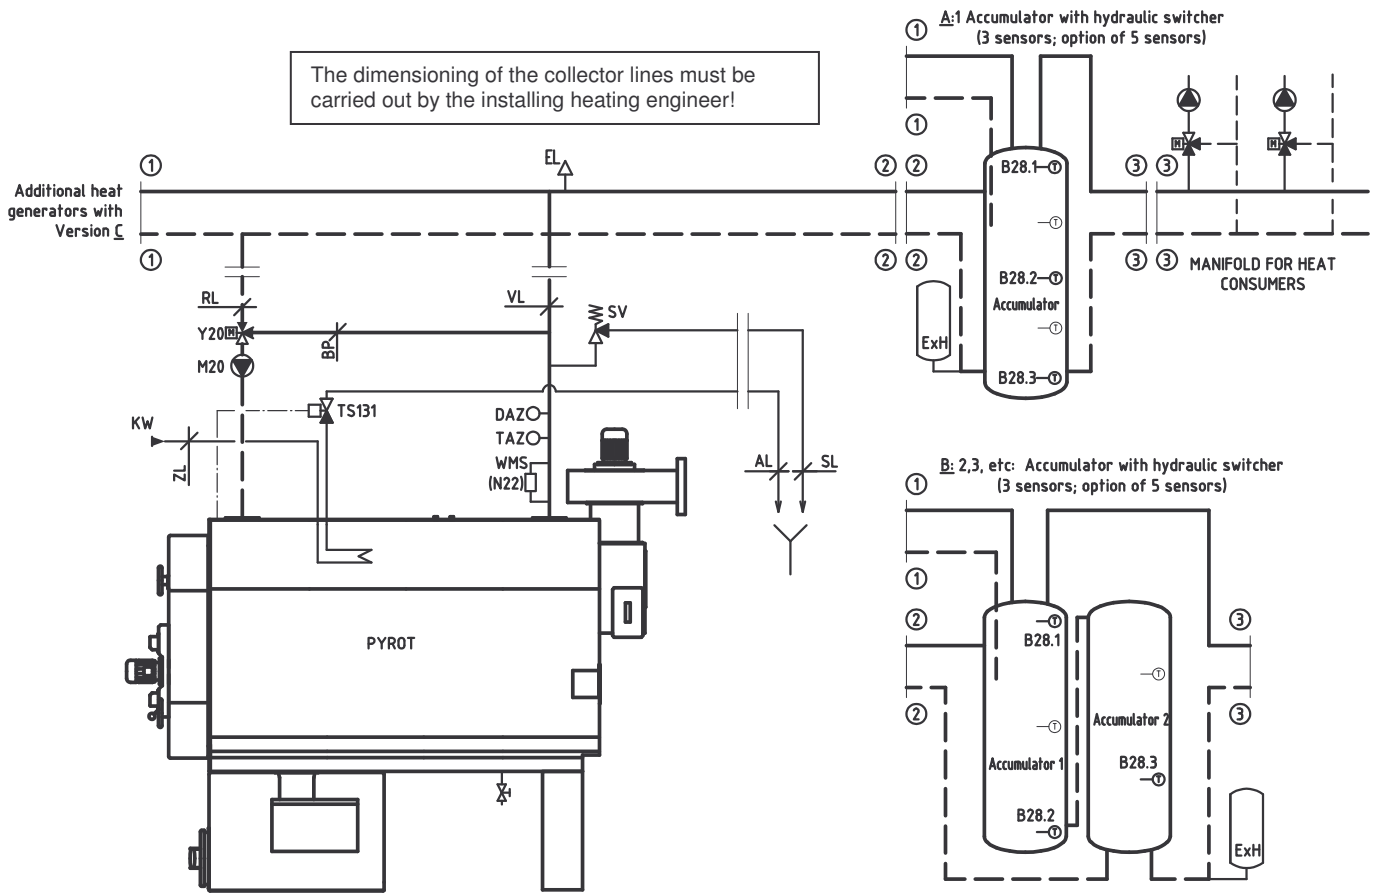 A:1 Accumulator with hydraulic switcher
(3 sensors; option of 5 sensors)
The dimensioning of the collector lines must be
carried out by the installing heating engineer!
1
1
1
EL
2
2
B28.1
T
3
3
M
M
Additional heat
generators with
Version C
T
1
2
2
3
3
MANIFOLD FOR HEAT
CONSUMERS
B28.2
T
Accumulator
RL
VL
SV
Y20
M
BP
T
ExH
M20
B28.3
T
TS131
DAZ
KW
TAZ
ZL
WMS
(N22)
AL
SL
B: 2,3, etc: Accumulator with hydraulic switcher
(3 sensors; option of 5 sensors)
1
1
2
T
B28.1
3
PYROT
T
2
T
Accumulator 2
3
Accumulator 1
B28.3
T
B28.2
T
ExH